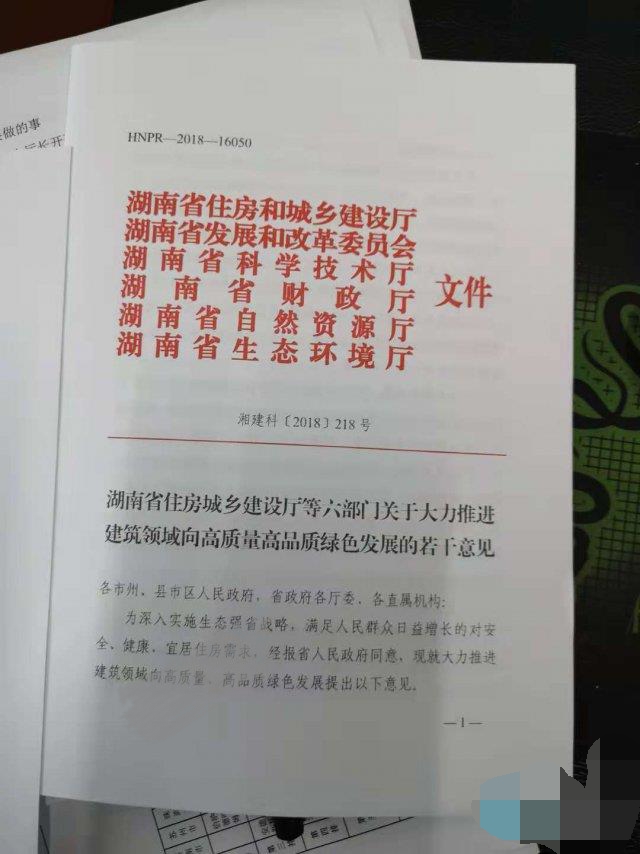 做的事
长开
HNPR—2018—16050
湖南省住房和城乡建设厅
湖南省发展和改革委员会
湖南省科学技术厅
湖南省财政厅
湖南省自然资源厅
湖南省生态环境厅
文件
湘建科〔2018〕218号
湖南省住房城乡建设厅等六部门关于大力推进
建筑领域向高质量高品质绿色发展的若干意见
各市州、县市区人民政府，省政府各厅委、各直属机构：
为深入实施生态强省战略，满足人民群众日益增长的对安
全、健康、宜居住房需求，经报省人民政府同意，现就大力推进
建筑领域向高质量、高品质绿色发展提出以下意见。
—1—